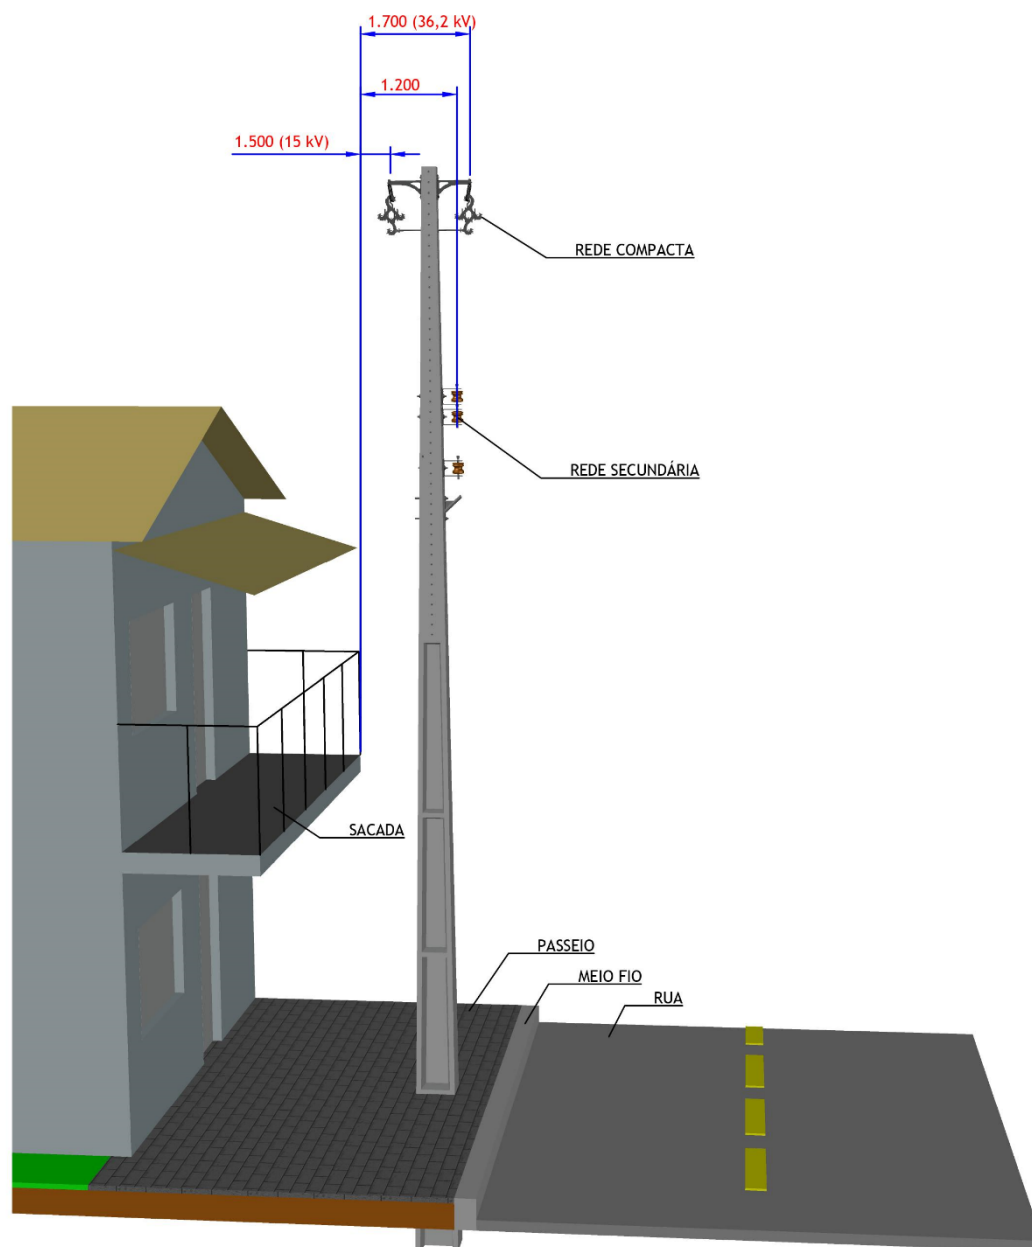 1.700 (36,2 kV)
1.200
1.500 (15 kV)
REDE COMPACTA
REDE SECUNDÁRIA
SACADA
PASSEIO
MEIO FIO
RUA